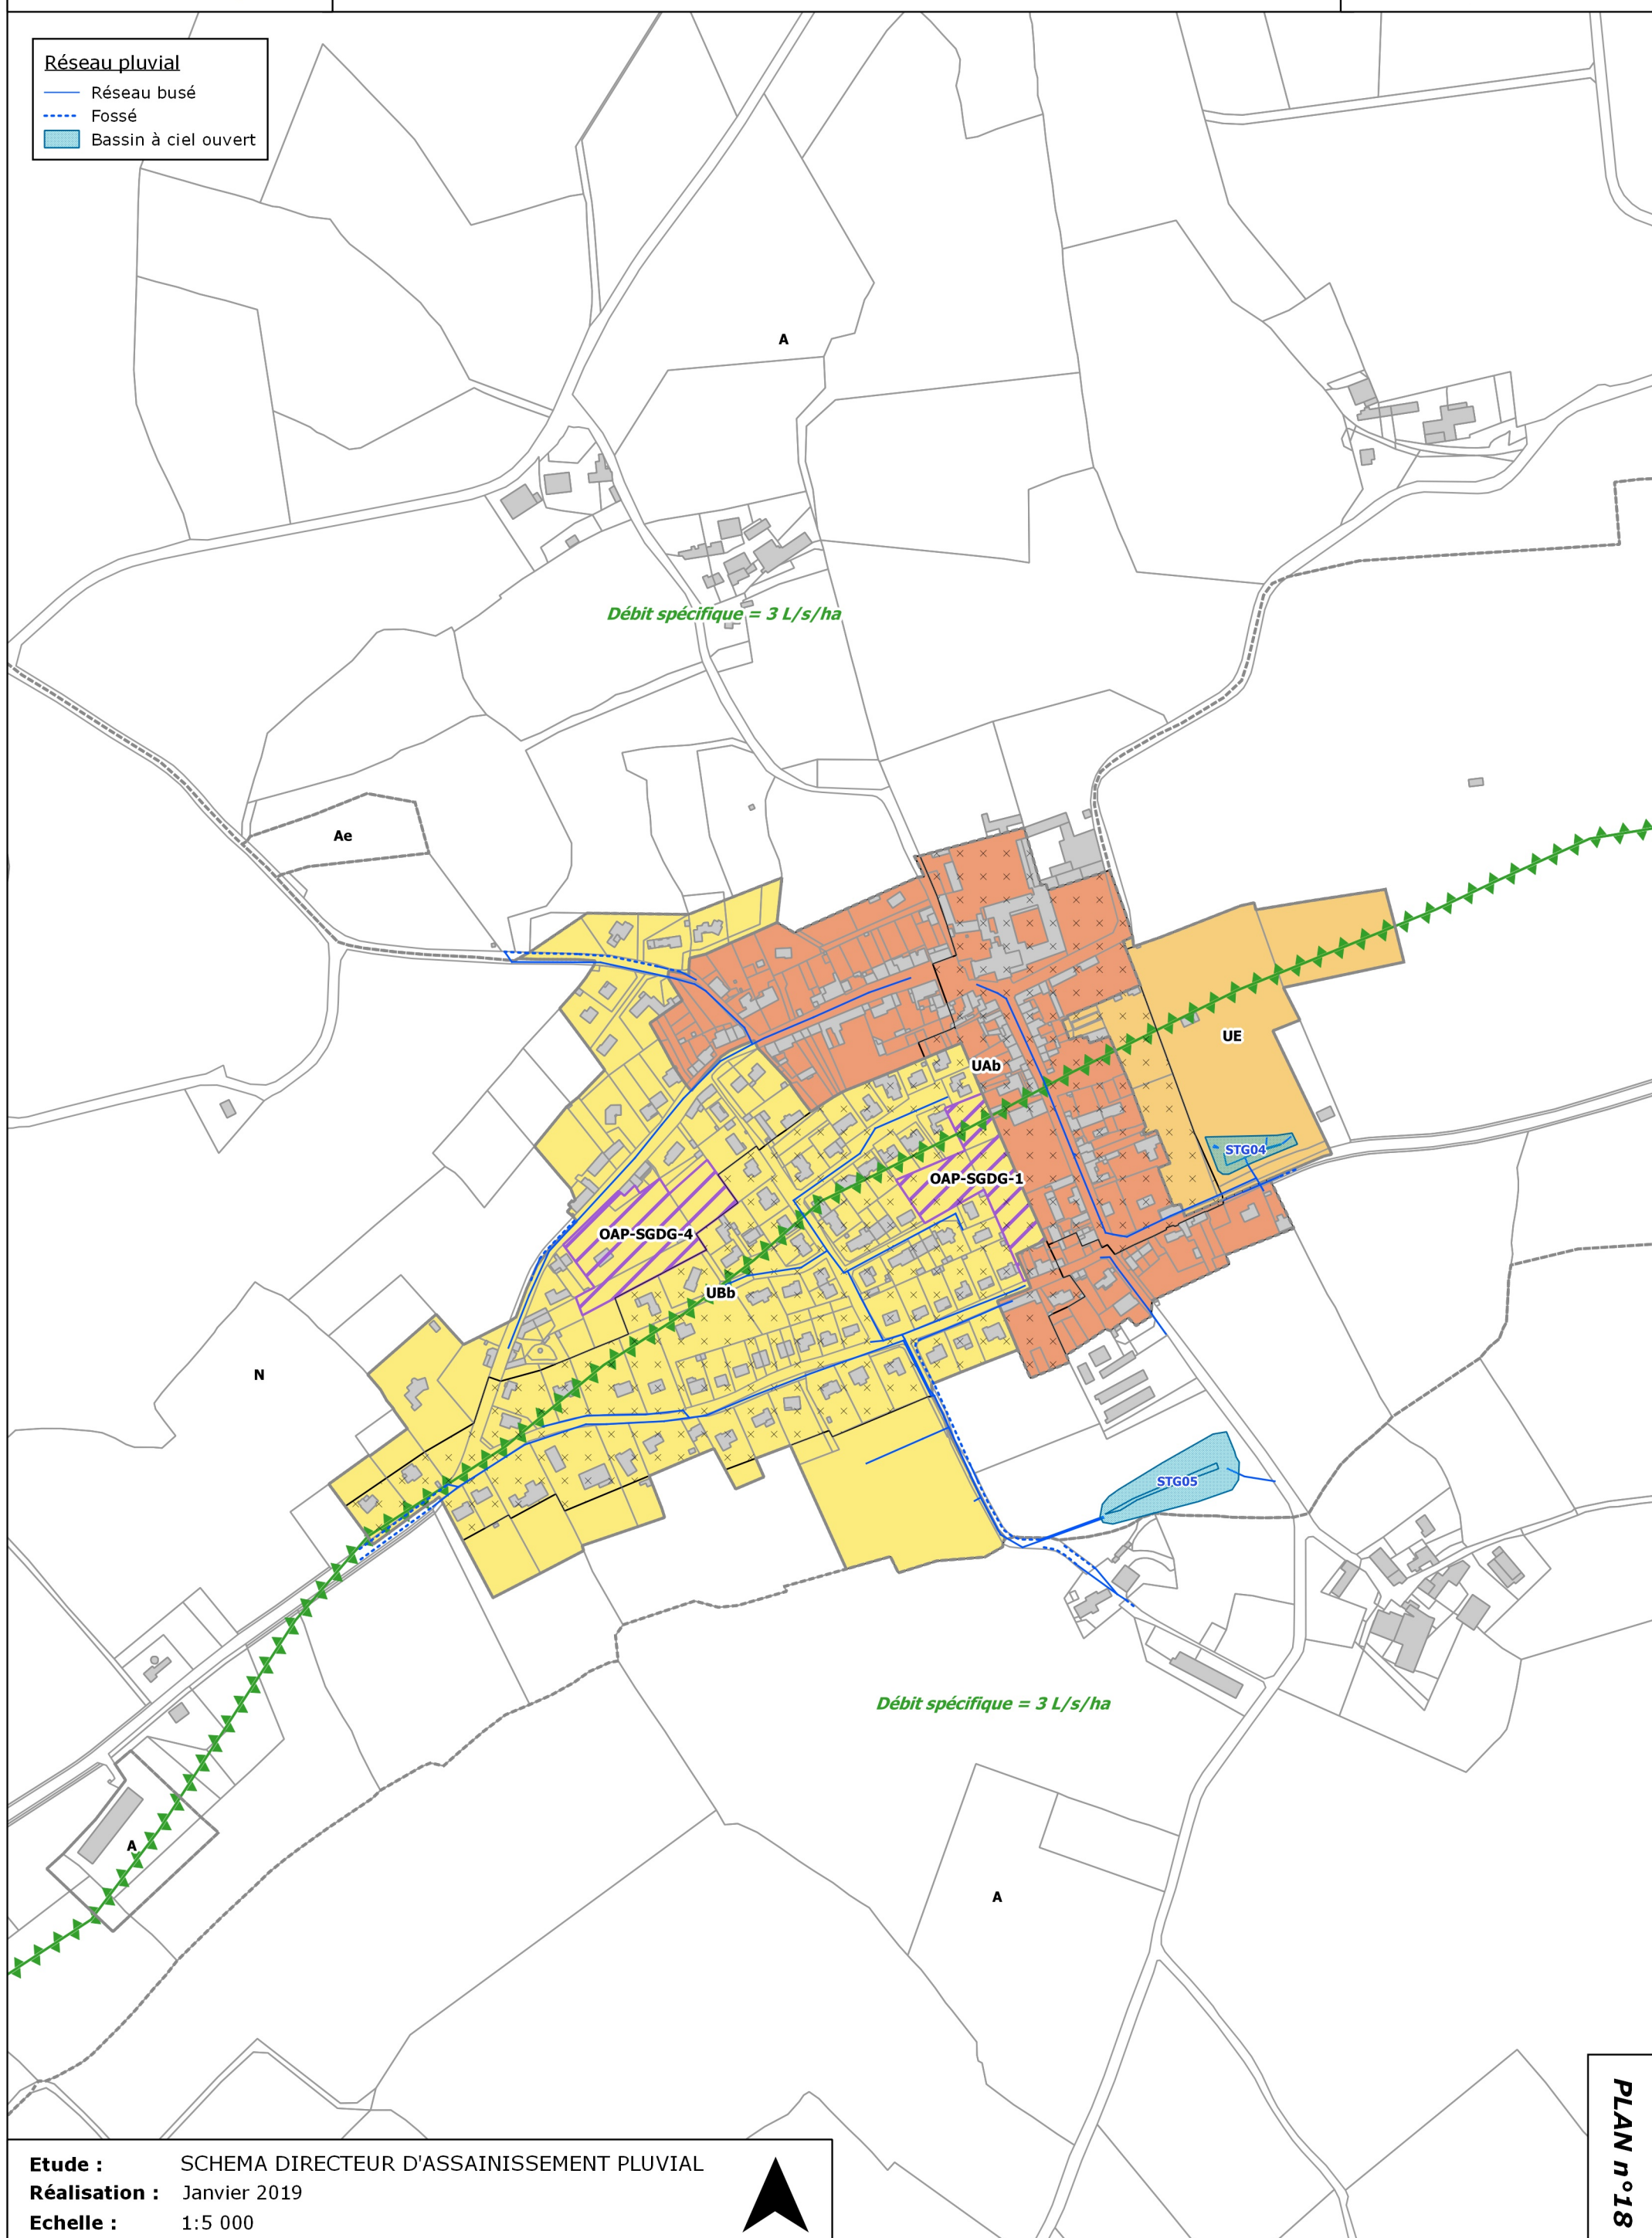 Réseau pluvial
Réseau busé
Fossé
Bassin à ciel ouvert
A
Débit spécifique = 3 L/s/ha
Ae
UE
UAb
STG04
OAP-SGDG-1
OAP-SGDG-4
UBb
N
STG05
Débit spécifique = 3 L/s/ha
A
A
Etude : SCHEMA DIRECTEUR D'ASSAINISSEMENT PLUVIAL
Réalisation : Janvier 2019
Echelle : 1:5 000
PLAN n°18